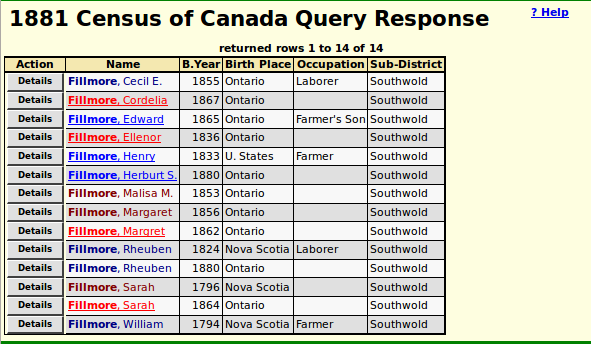 1881 Census of Canada Query Response
? Help
returned rows 1 to 14 of 14
Action Name B.Year Birth Place Occupation Sub-District
Details Fillmore, Cecil E. 1855 Ontario Laborer Southwold
Details Fillmore, Cordelia 1867 Ontario Southwold
Details Fillmore, Edward 1865 Ontario Farmer's Son Southwold
Details Fillmore, Ellenor 1836 Ontario Southwold
Details Fillmore, Henry 1833 U. States Farmer Southwold
Details Fillmore, Herburt S. 1880 Ontario Southwold
Details Fillmore, Malisa M. 1853 Ontario Southwold
Details Fillmore, Margaret 1856 Ontario Southwold
Details Fillmore, Margret 1862 Ontario Southwold
Details Fillmore, Rheuben 1824 Nova Scotia Laborer Southwold
Details Fillmore, Rheuben 1880 Ontario Southwold
Details Fillmore, Sarah 1796 Nova Scotia Southwold
Details Fillmore, Sarah 1864 Ontario Southwold
Details Fillmore, William 1794 Nova Scotia Farmer Southwold